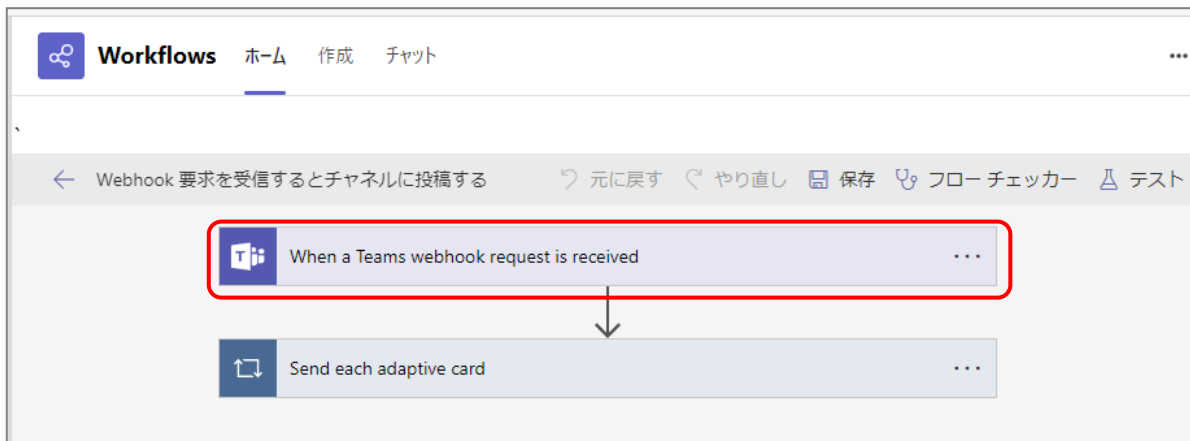 Workflows ホーム 作成 チャット ...
、
← Webhook 要求を受信するとチャネルに投稿する 元に戻す やり直し 保存 フロー チェッカー テスト
When a Teams webhook request is received ...
Send each adaptive card ...